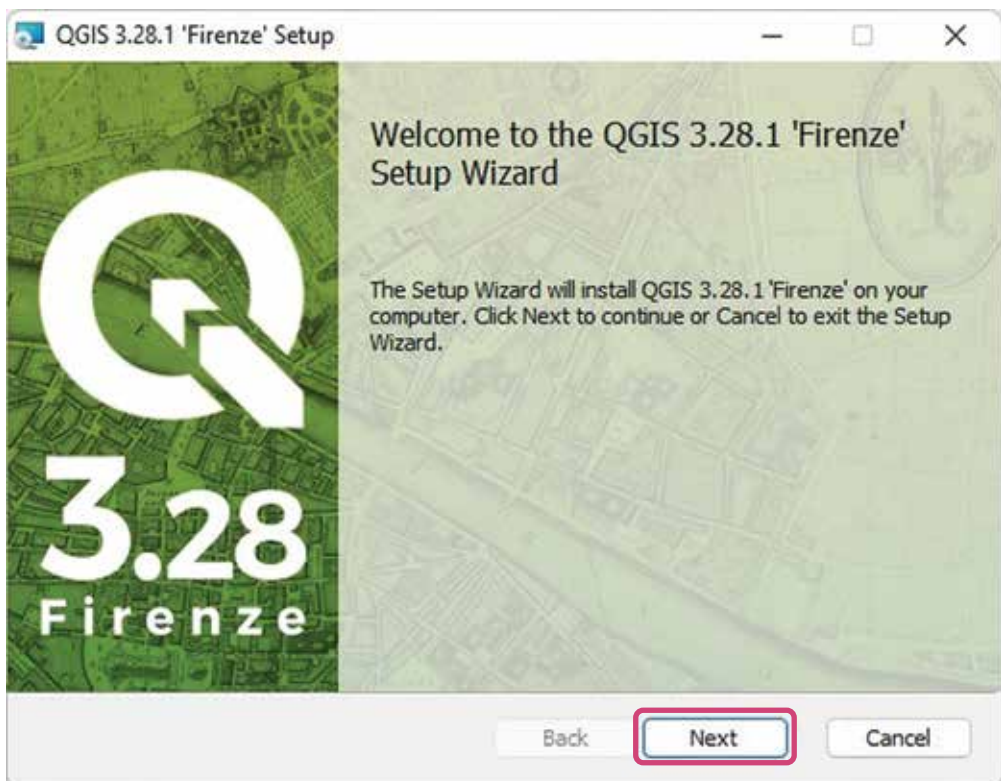 QGIS 3.28.1 'Firenze' Setup
Welcome to the QGIS 3.28.1 'Firenze'
Setup Wizard
The Setup Wizard will install QGIS 3.28.1 'Firenze' on your
computer. Click Next to continue or Cancel to exit the Setup
Wizard.
3.28
Firenze
Back
Next
Cancel